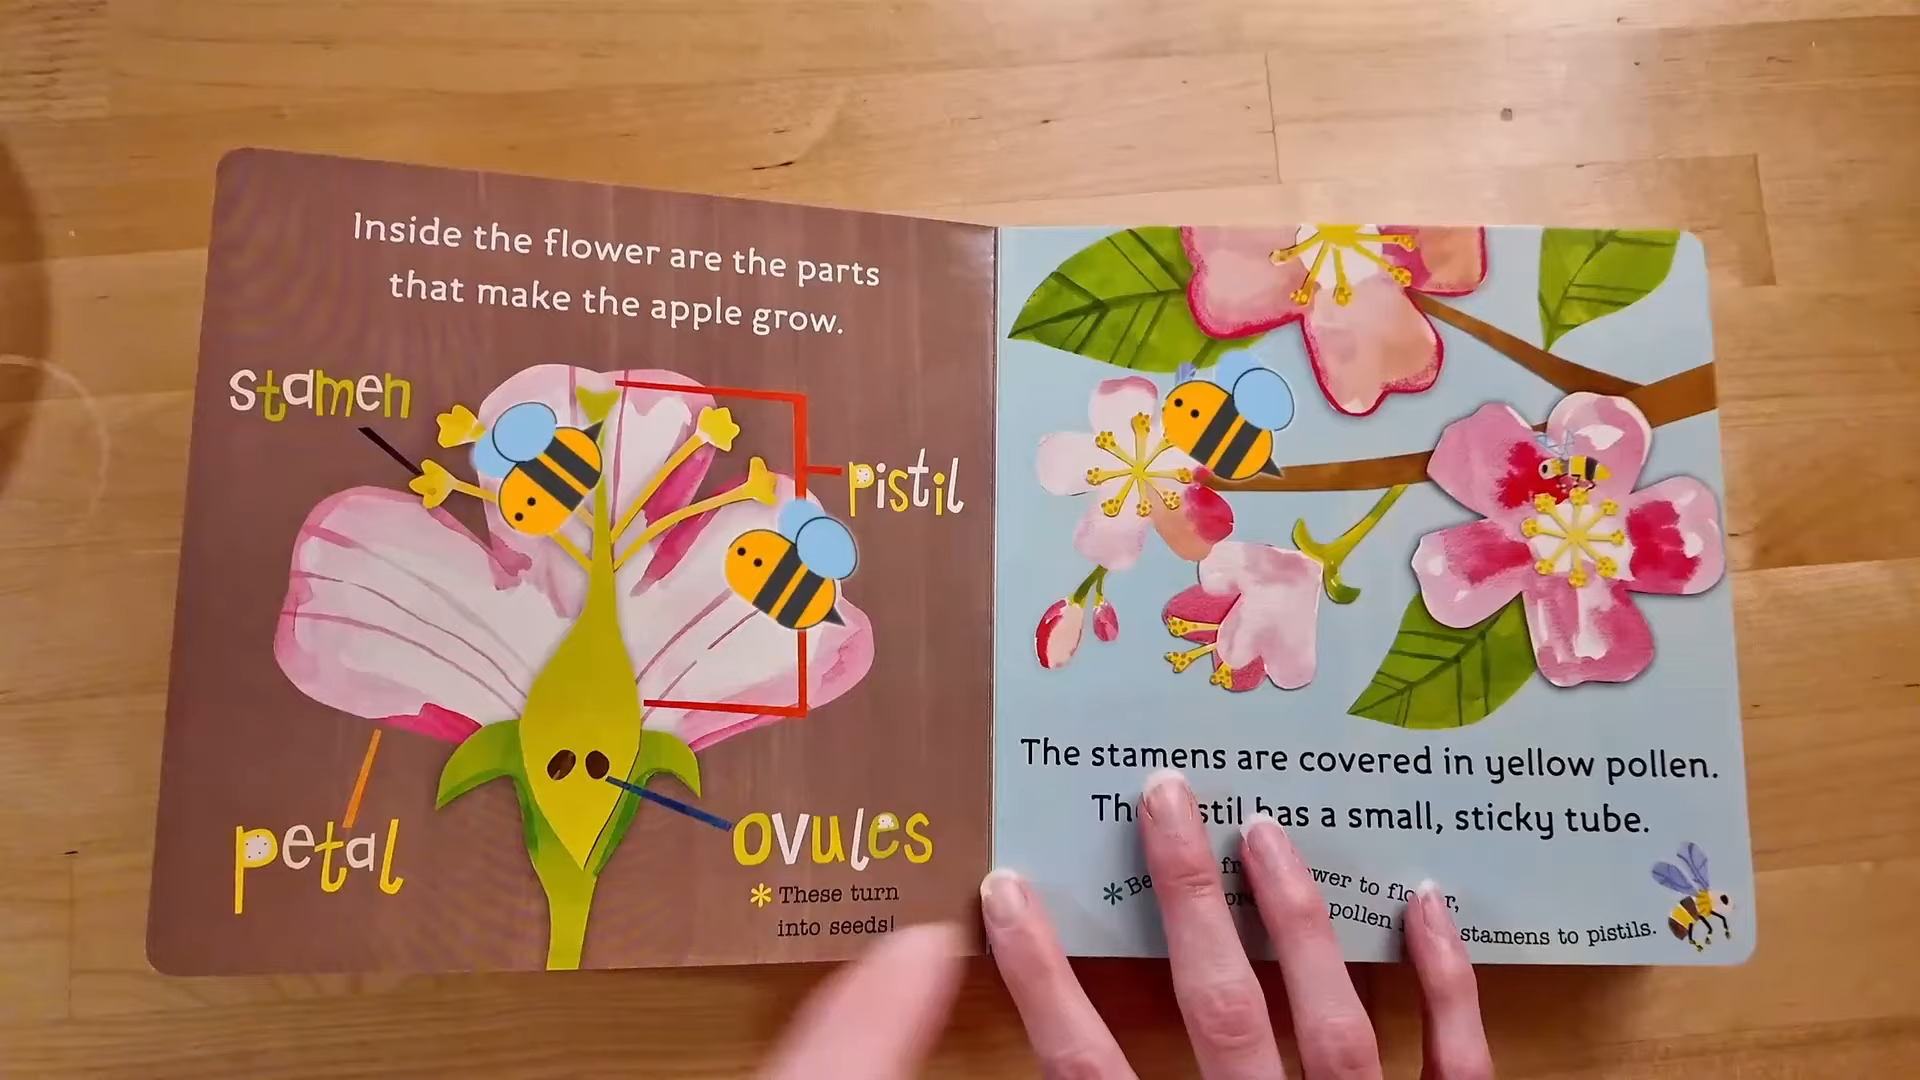 Inside the flower are the parts
that make the apple grow.
stamen
pistil
petal
ovules
* These turn
into seeds!
The stamens are covered in yellow pollen.
has a small, sticky tube.
* to
pollen stamens to pistils.